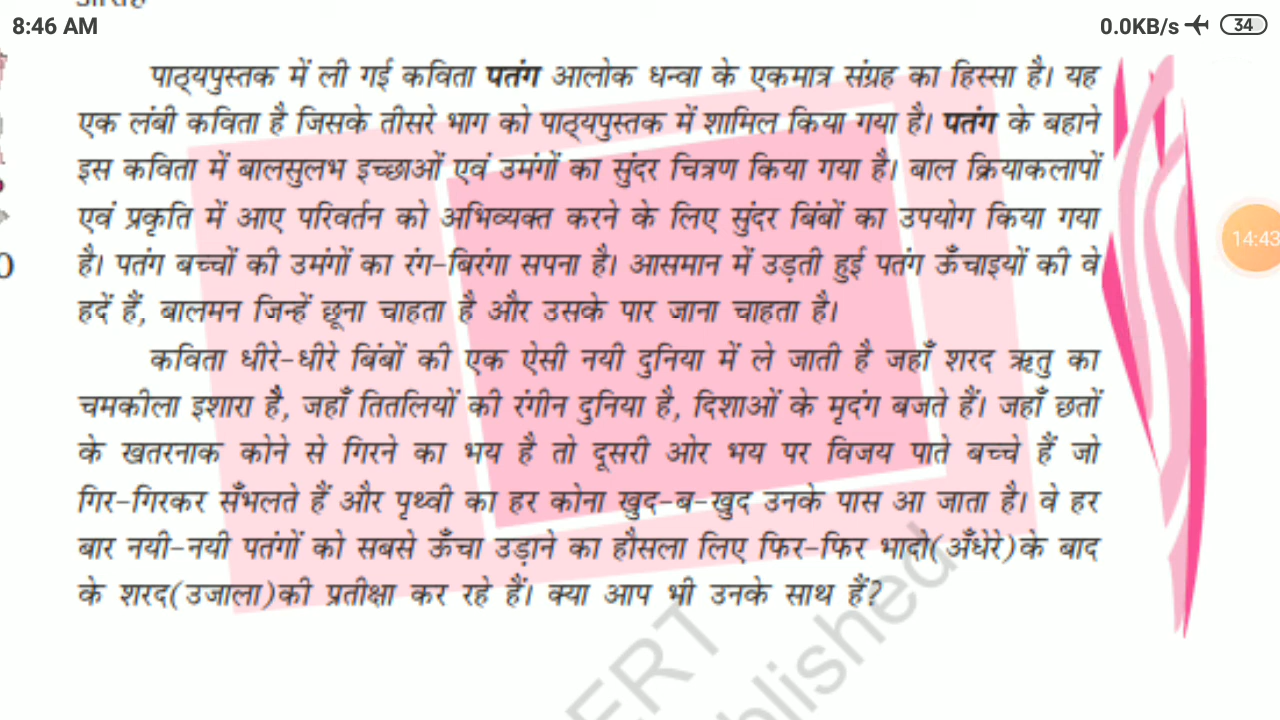 8:46 AM
0.0KB/s 34
पाठ्यपुस्तक में ली गई कविता पतंग आलोक धन्वा के एकमात्र संग्रह का हिस्सा है। यह
एक लंबी कविता है जिसके तीसरे भाग को पाठ्यपुस्तक में शामिल किया गया है। पतंग के बहाने
इस कविता में बालसुलभ इच्छाओं एवं उमंगों का सुंदर चित्रण किया गया है। बाल क्रियाकलापों
एवं प्रकृति में आए परिवर्तन को अभिव्यक्त करने के लिए सुंदर बिंबों का उपयोग किया गया
14:43
है। पतंग बच्चों की उमंगों का रंग-बिरंगा सपना है। आसमान में उड़ती हुई पतंग ऊँचाइयों की वे
हदें हैं, बालमन जिन्हें छूना चाहता है और उसके पार जाना चाहता है।
कविता धीरे-धीरे बिंबों की एक ऐसी नयी दुनिया में ले जाती है जहाँ शरद ऋतु का
चमकीला इशारा है, जहाँ तितलियों की रंगीन दुनिया है, दिशाओं के मृदंग बजते हैं। जहाँ छतों
के खतरनाक कोने से गिरने का भय है तो दूसरी ओर भय पर विजय पाते बच्चे हैं जो
गिर-गिरकर सँभलते हैं और पृथ्वी का हर कोना खुद-ब-खुद उनके पास आ जाता है। वे हर
बार नयी-नयी पतंगों को सबसे ऊँचा उड़ाने का हौसला लिए फिर-फिर भादो(अँधेरे)के बाद
के शरद(उजाला)की प्रतीक्षा कर रहे हैं। क्या आप भी उनके साथ हैं?